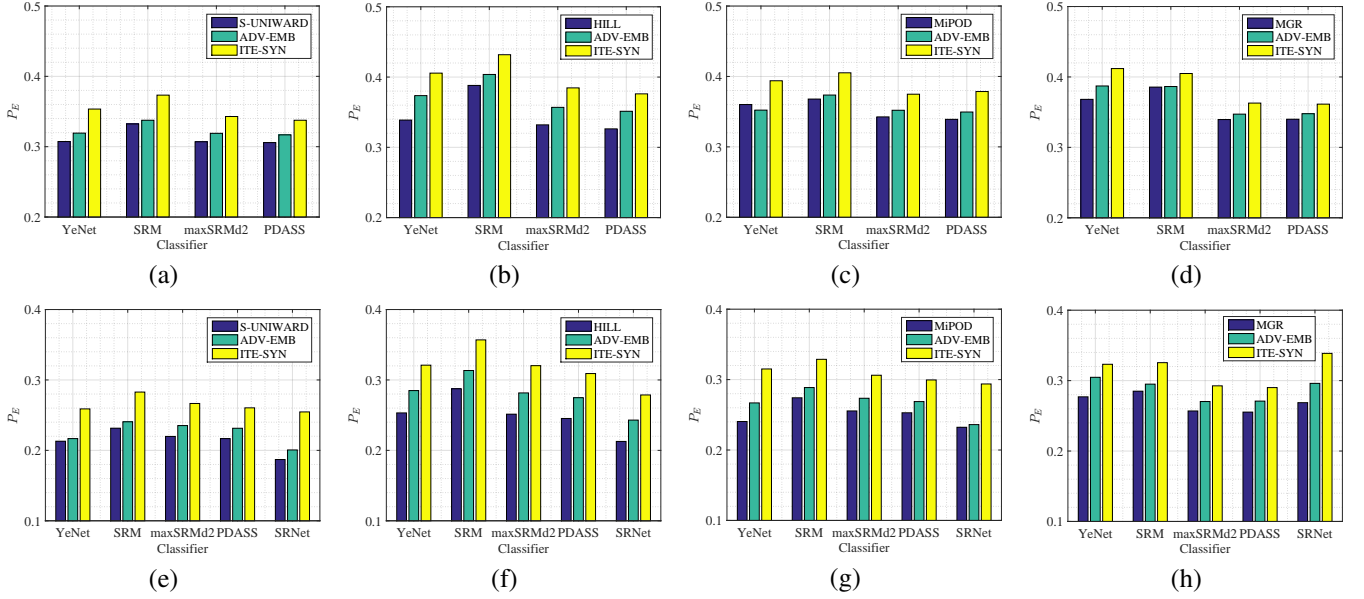 0.5
0.4
0.3
0.2
P_E
S-UNIWARD
ADV-EMB
ITE-SYN
YeNet SRM maxSRMd2 PDASS
Classifier
(a)
0.5
0.4
0.3
0.2
P_E
HILL
ADV-EMB
ITE-SYN
YeNet SRM maxSRMd2 PDASS
Classifier
(b)
0.5
0.4
0.3
0.2
P_E
MiPOD
ADV-EMB
ITE-SYN
YeNet SRM maxSRMd2 PDASS
Classifier
(c)
0.5
0.4
0.3
0.2
P_E
MGR
ADV-EMB
ITE-SYN
YeNet SRM maxSRMd2 PDASS
Classifier
(d)
0.4
0.3
0.2
0.1
P_E
S-UNIWARD
ADV-EMB
ITE-SYN
YeNet SRM maxSRMd2 PDASS SRNet
Classifier
(e)
0.4
0.3
0.2
0.1
P_E
HILL
ADV-EMB
ITE-SYN
YeNet SRM maxSRMd2 PDASS SRNet
Classifier
(f)
0.4
0.3
0.2
0.1
P_E
MiPOD
ADV-EMB
ITE-SYN
YeNet SRM maxSRMd2 PDASS SRNet
Classifier
(g)
0.4
0.3
0.2
0.1
P_E
MGR
ADV-EMB
ITE-SYN
YeNet SRM maxSRMd2 PDASS SRNet
Classifier
(h)